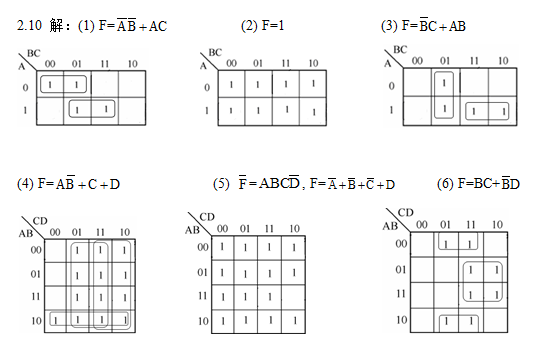 2.10 解：(1) F=A̅B̅+AC (2) F=1 (3) F=B̅C+AB
BC BC BC
A 00 01 11 10 A 00 01 11 10 A 00 01 11 10
0 1 1 0 1 1 1 1 0 1
1 1 1 1 1 1 1 1 1 1 1 1
(4) F=AB̅+C+D (5) F̅=ABCD̅, F=A̅+B̅+C̅+D (6) F=BC+B̅D
CD CD CD
AB 00 01 11 10 AB 00 01 11 10 AB 00 01 11 10
00 1 1 1 00 1 1 1 1 00 1 1
01 1 1 1 01 1 1 1 1 01 1 1
11 1 1 1 11 1 1 1 11 1 1
10 1 1 1 1 10 1 1 1 1 10 1 1